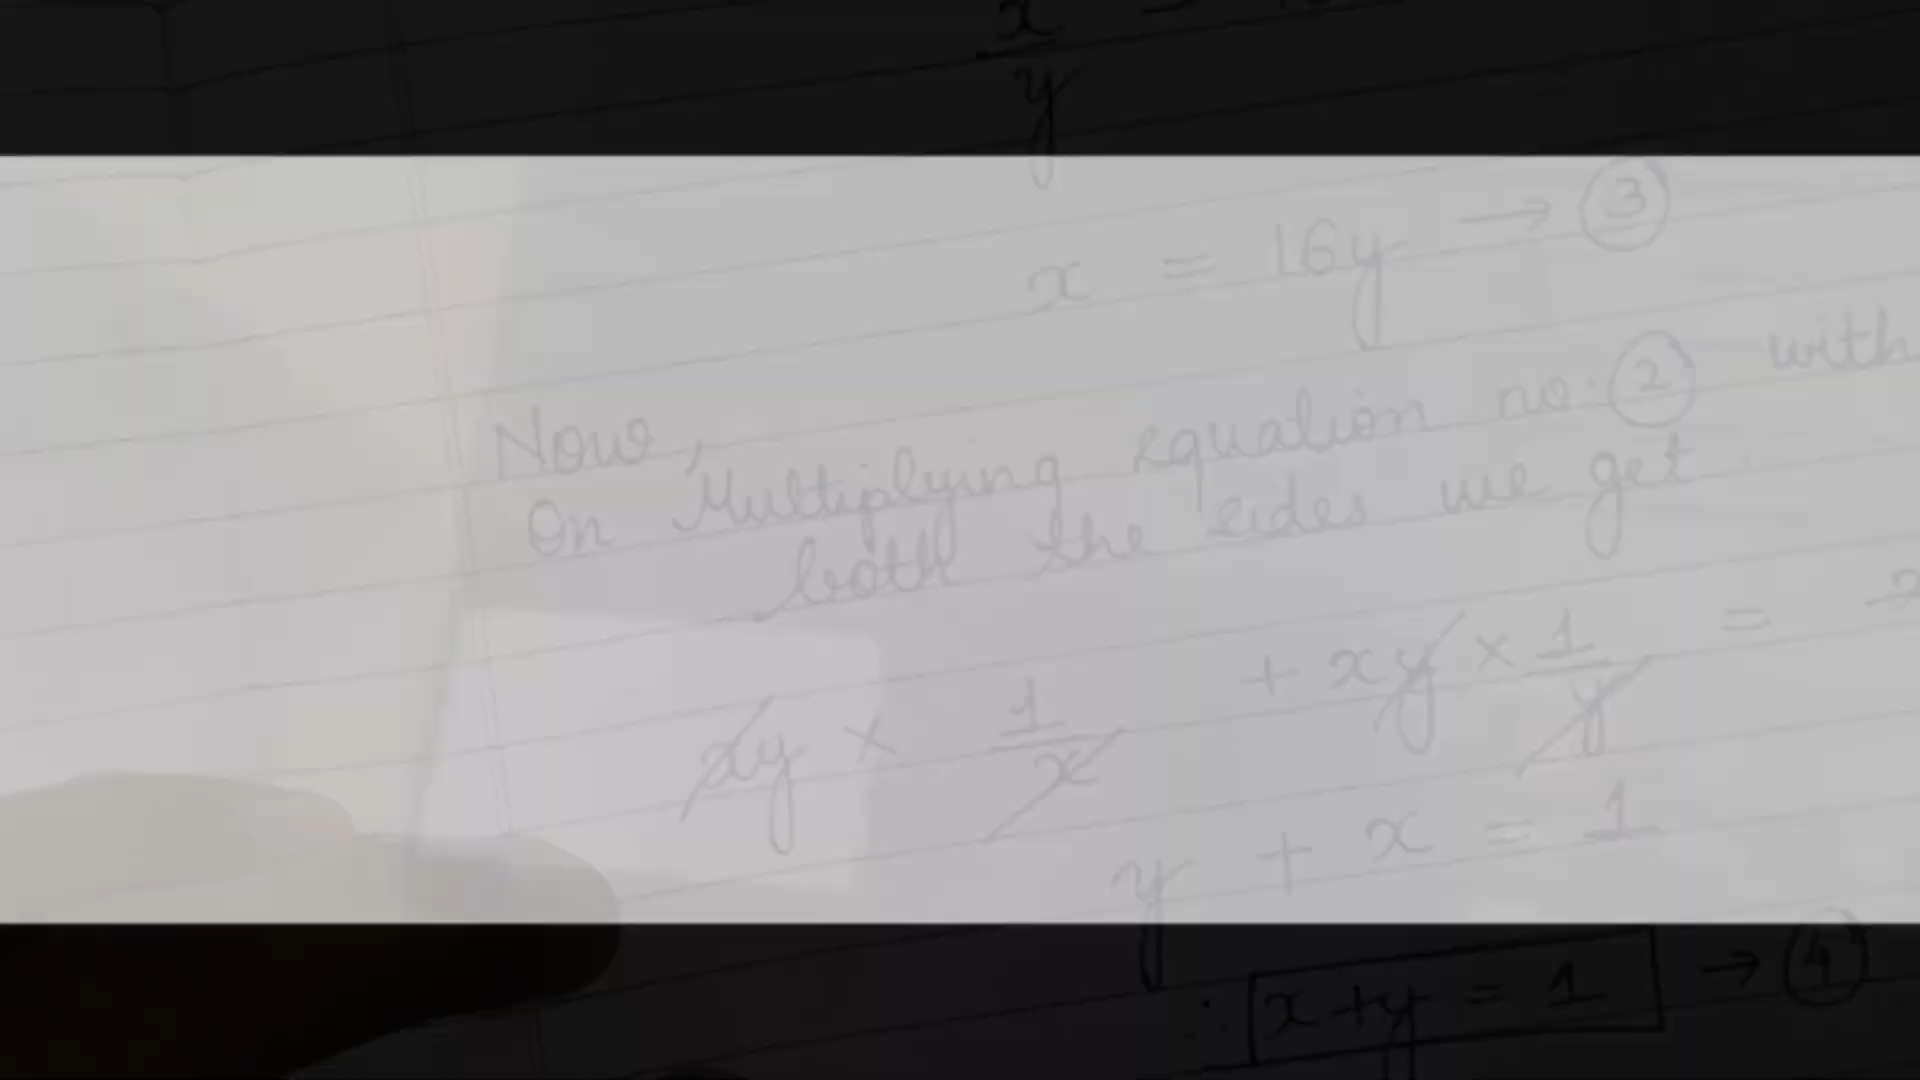 x/y
x = 16y → ③
Now,
On Multiplying equation no. ② with
both the sides we get
xy × 1/x + xy × 1/y =
y + x = 1
∴ x+y = 1 → ④